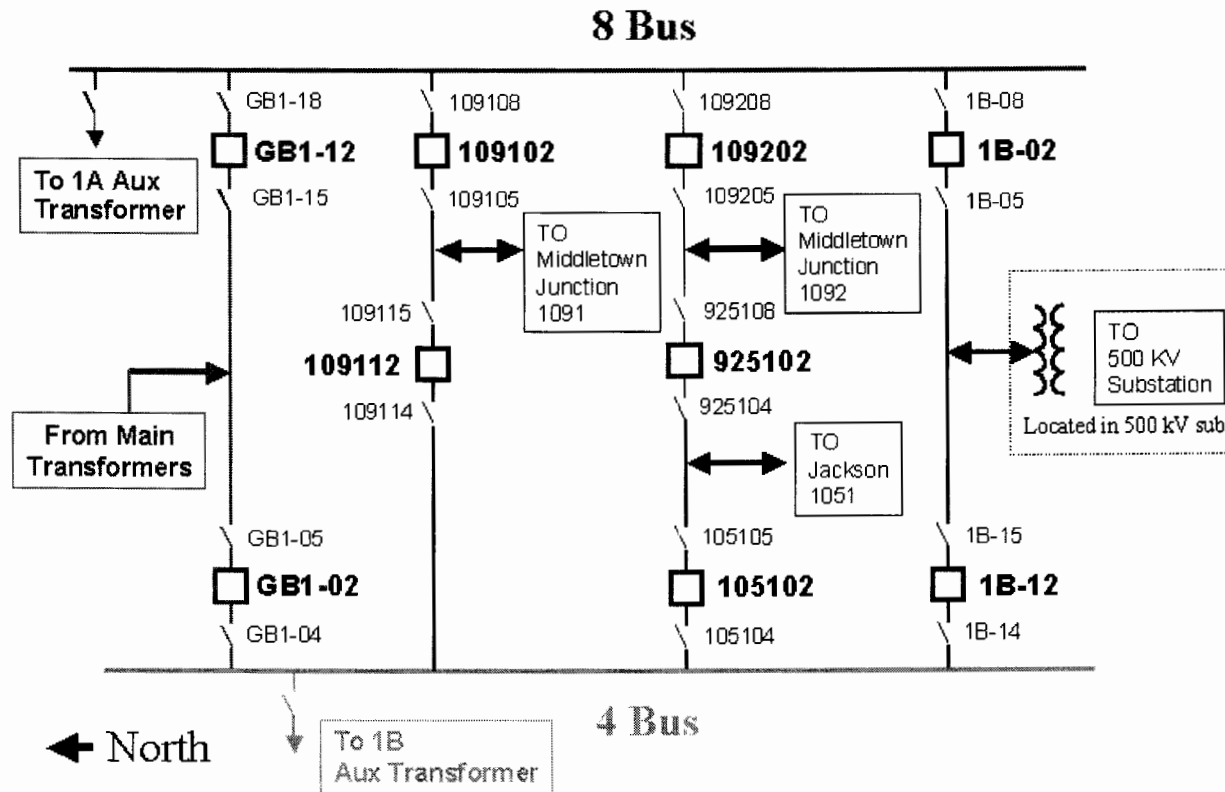 8 Bus
GB1-18
109108
109208
1B-08
GB1-12
109102
109202
1B-02
To 1A Aux
Transformer
GB1-15
109105
109205
1B-05
TO
Middletown
Junction
1091
TO
Middletown
Junction
1092
109115
925108
109112
925102
TO
500 KV
Substation
109114
925104
Located in 500 kV sub
From Main
Transformers
TO
Jackson
1051
GB1-05
105105
1B-15
GB1-02
105102
1B-12
GB1-04
105104
1B-14
4 Bus
North
To 1B
Aux Transformer